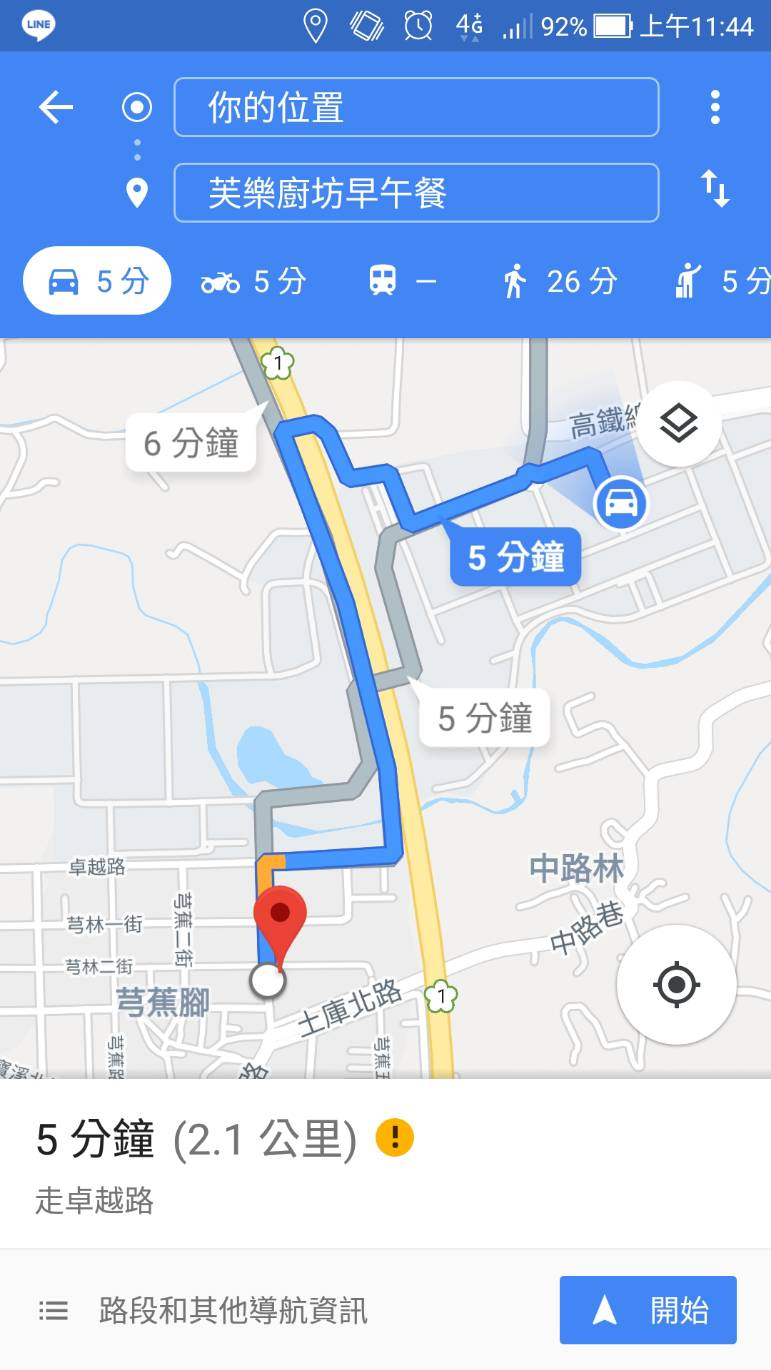 LINE
4G 92% 上午11:44
你的位置
芙樂廚坊早午餐
5 分
5 分
26 分
5 分
1
6 分鐘
5 分鐘
5 分鐘
卓越路
芎林一街
芎蕉二街
芎林二街
芎蕉腳
中路林
中路巷
土庫北路
1
路
5 分鐘 (2.1 公里)
走卓越路
路段和其他導航資訊
開始